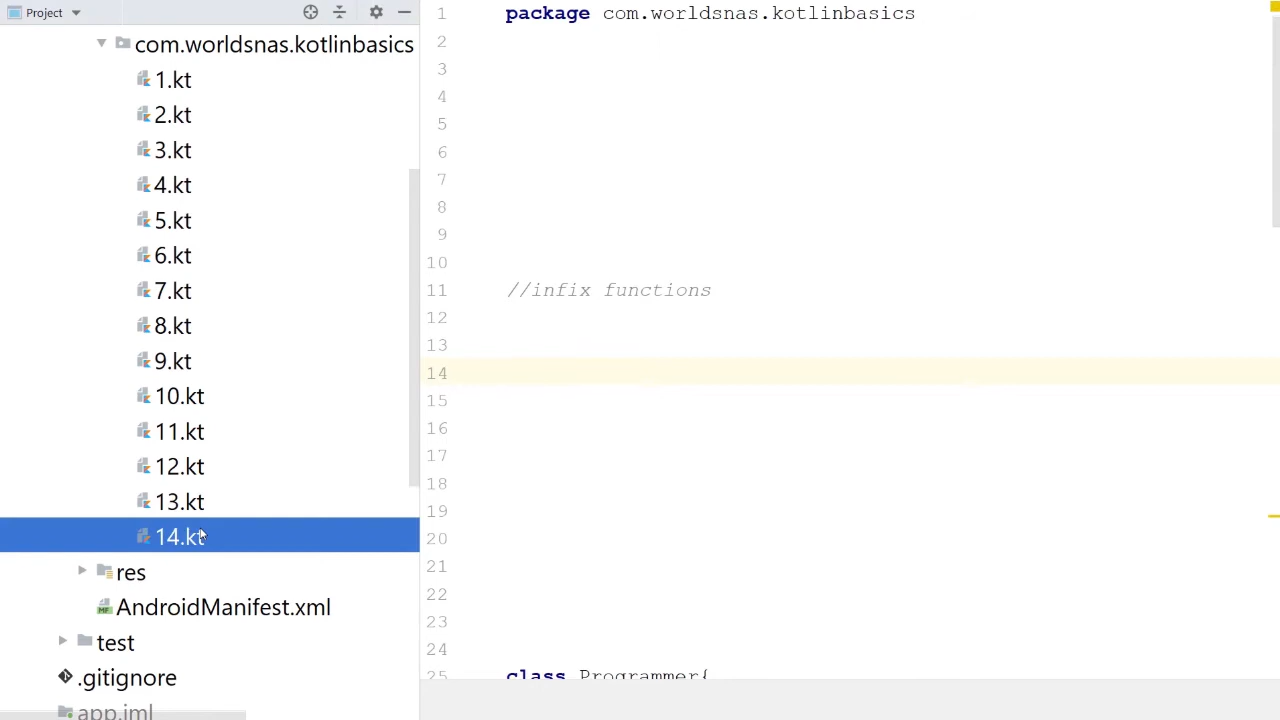 Project
com.worldsnas.kotlinbasics
1.kt
2.kt
3.kt
4.kt
5.kt
6.kt
7.kt
8.kt
9.kt
10.kt
11.kt
12.kt
13.kt
14.kt
res
MF AndroidManifest.xml
test
.gitignore
app.iml
1 package com.worldsnas.kotlinbasics
2
3
4
5
6
7
8
9
10
11 //infix functions
12
13
14
15
16
17
18
19
20
21
22
23
24
25 class Programmer{